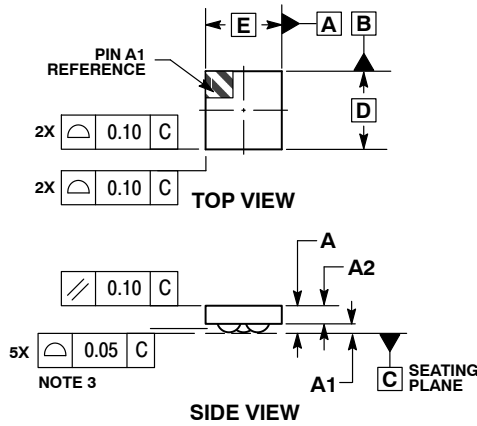 E A B
PIN A1
REFERENCE
D
2X ⌓ 0.10 C
2X ⌓ 0.10 C
TOP VIEW
A
// 0.10 C
A2
5X ⌓ 0.05 C
NOTE 3
A1
C SEATING
PLANE
SIDE VIEW